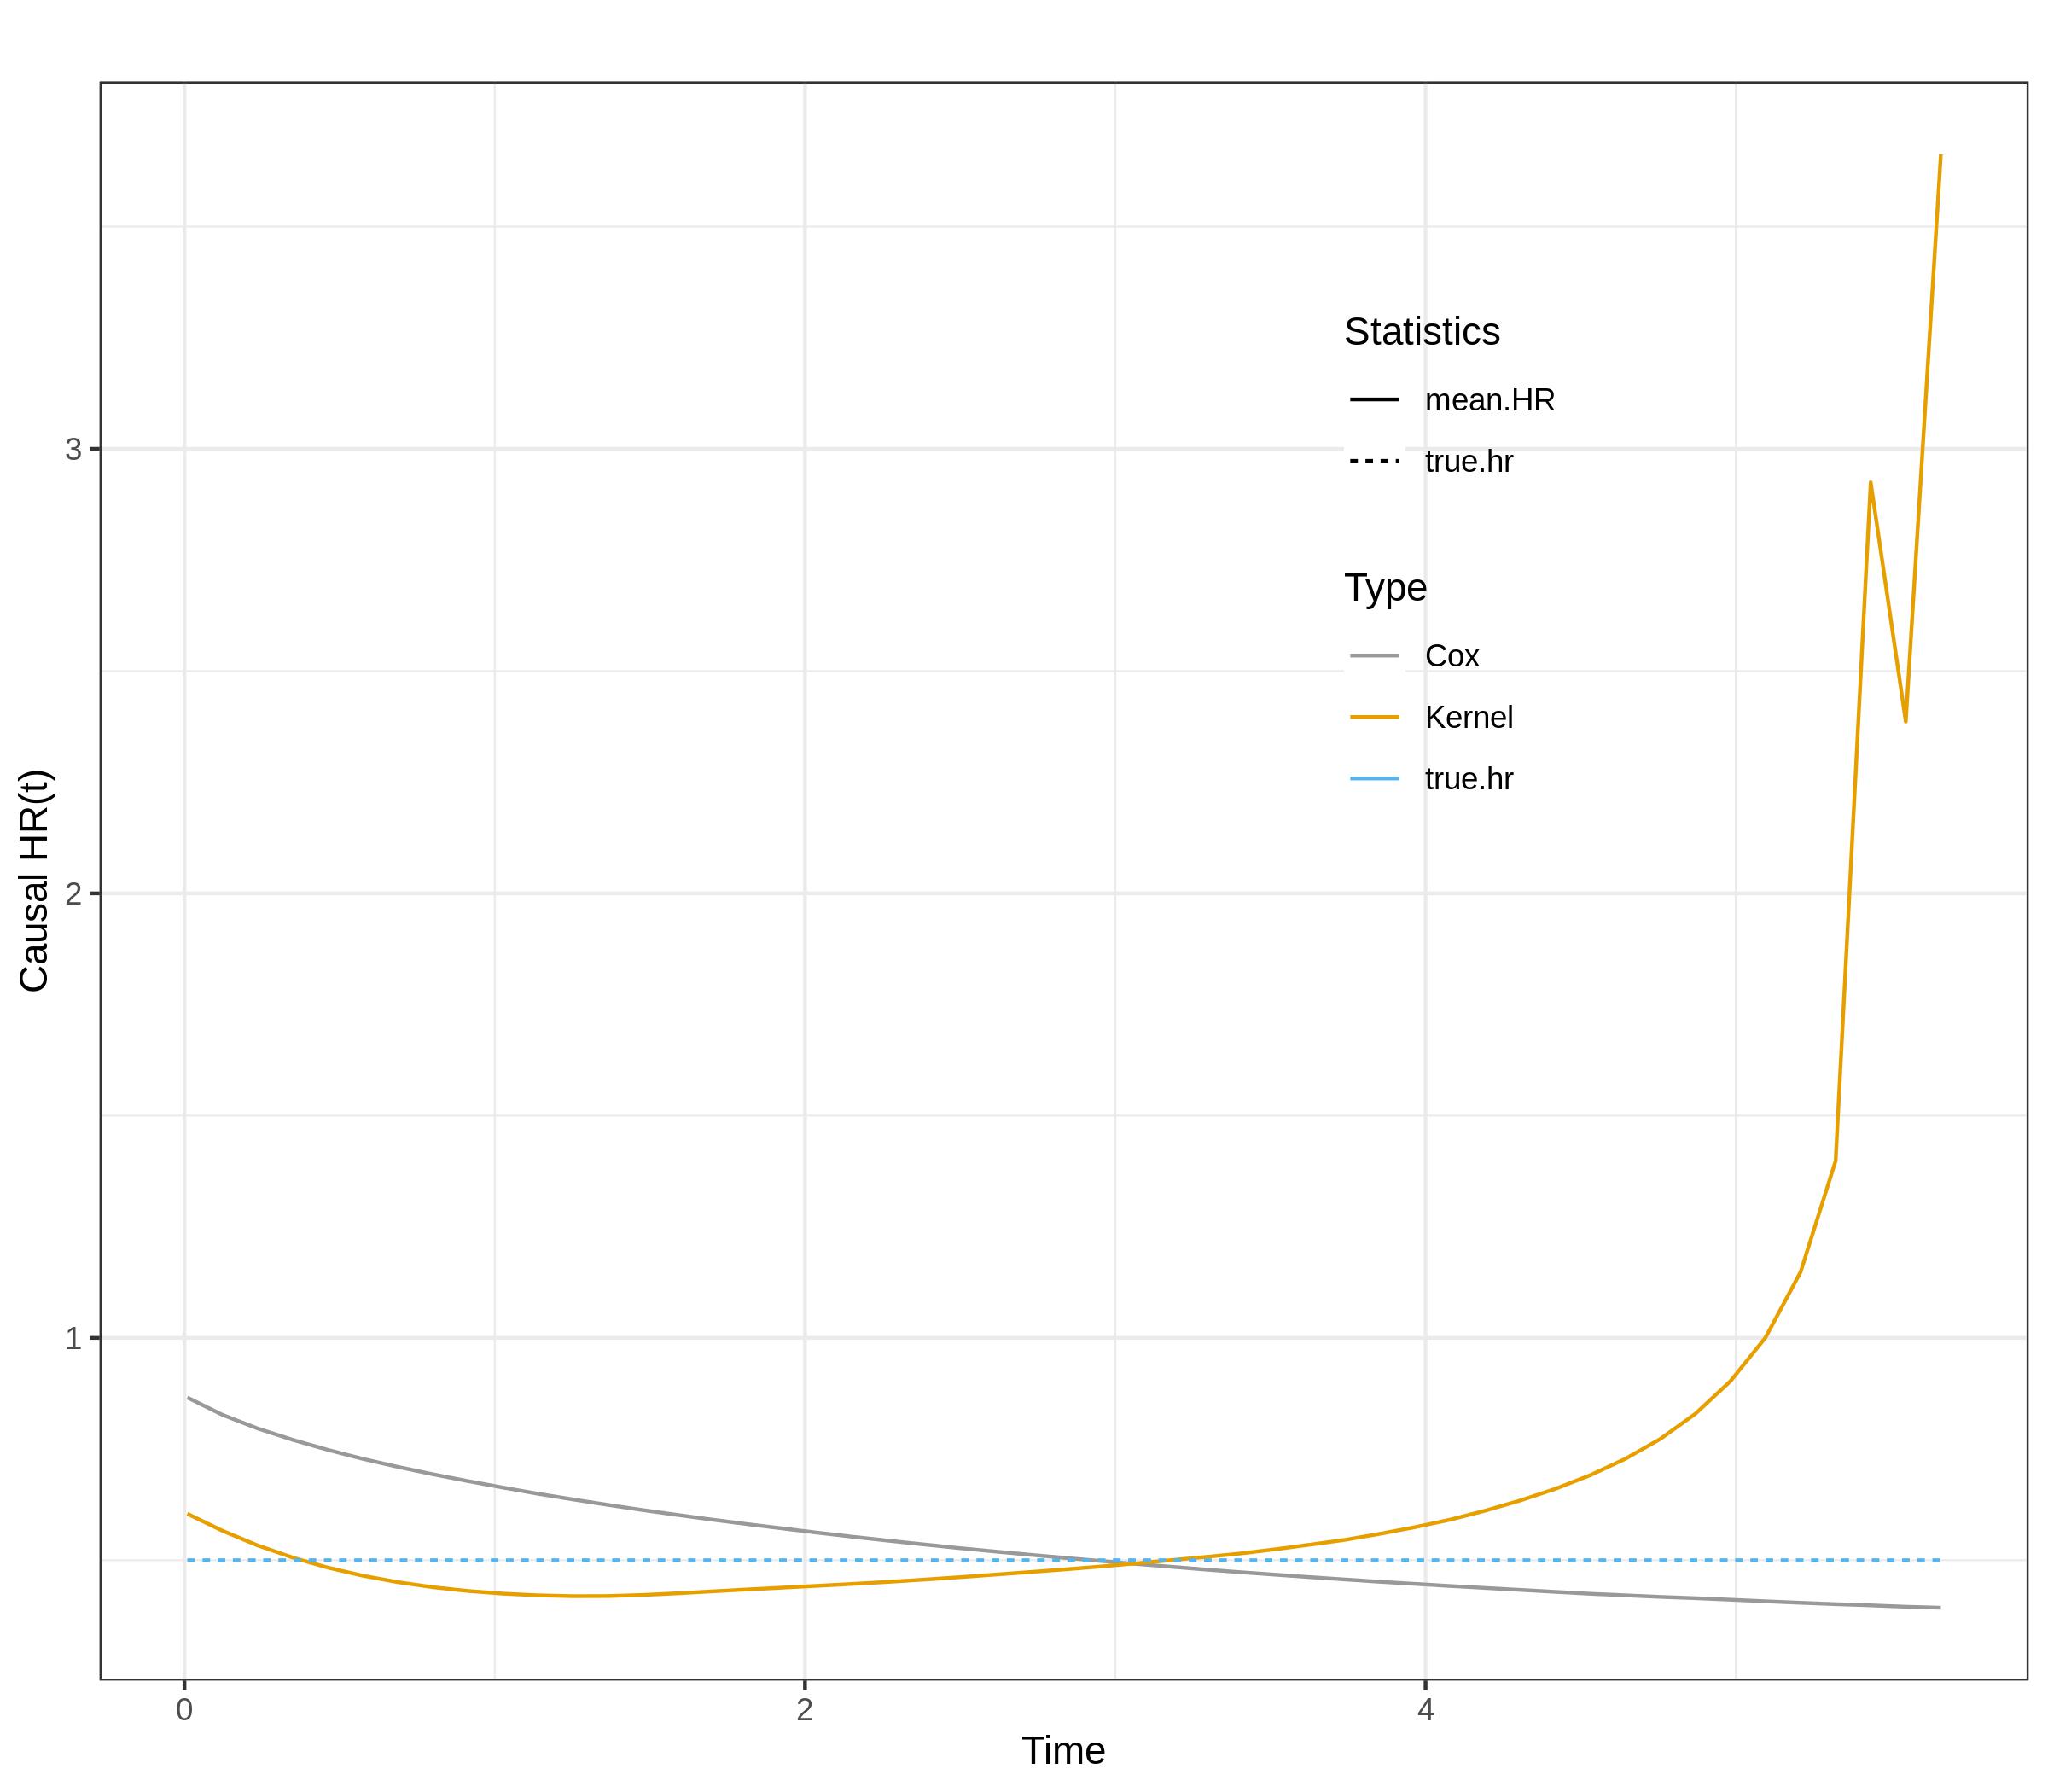 Causal HR(t)
3
2
1
Statistics
mean.HR
true.hr
Type
Cox
Kernel
true.hr
0 2 4
Time